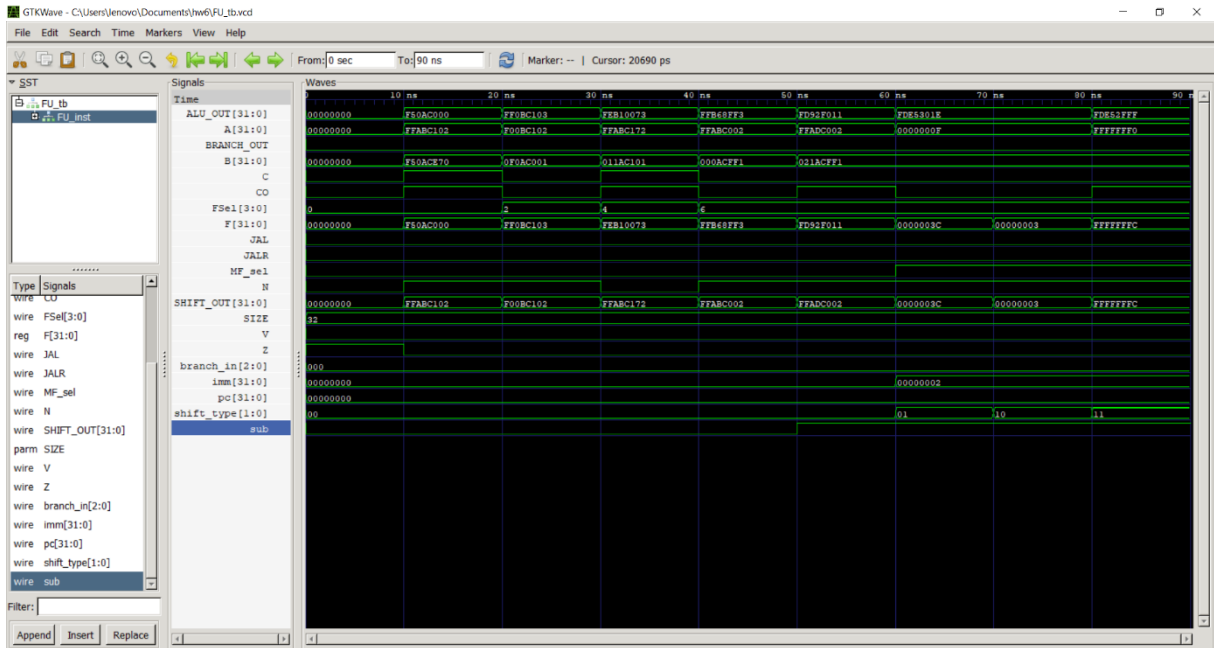 GTKWave - C:\Users\lenovo\Documents\hw6\FU_tb.vcd
File Edit Search Time Markers View Help
From: 0 sec To: 90 ns Marker: -- | Cursor: 20690 ps
SST
FU_tb
FU_inst
Type Signals
wire CO
wire FSel[3:0]
reg F[31:0]
wire JAL
wire JALR
wire MF_sel
wire N
wire SHIFT_OUT[31:0]
parm SIZE
wire V
wire Z
wire branch_in[2:0]
wire imm[31:0]
wire pc[31:0]
wire shift_type[1:0]
wire sub
Filter:
Append Insert Replace
Signals
Waves
Time 10 ns 20 ns 30 ns 40 ns 50 ns 60 ns 70 ns 80 ns 90 n
ALU_OUT[31:0] 00000000 F50AC000 FF0BC103 FEB10073 FFB68FF3 FD92F011 FDE5301E FDE52FFF
A[31:0] 00000000 FFABC102 F00BC102 FFABC172 FFABC002 FFADC002 0000000F FFFFFFF0
BRANCH_OUT
B[31:0] 00000000 F50ACE70 0F0AC001 011AC101 000ACFF1 021ACFF1
C
CO
FSel[3:0] 0 2 4 6
F[31:0] 00000000 F50AC000 FF0BC103 FEB10073 FFB68FF3 FD92F011 0000003C 00000003 FFFFFFFC
JAL
JALR
MF_sel
N
SHIFT_OUT[31:0] 00000000 FFABC102 F00BC102 FFABC172 FFABC002 FFADC002 0000003C 00000003 FFFFFFFC
SIZE 32
V
Z
branch_in[2:0] 000
imm[31:0] 00000000 00000002
pc[31:0] 00000000
shift_type[1:0] 00 01 10 11
sub